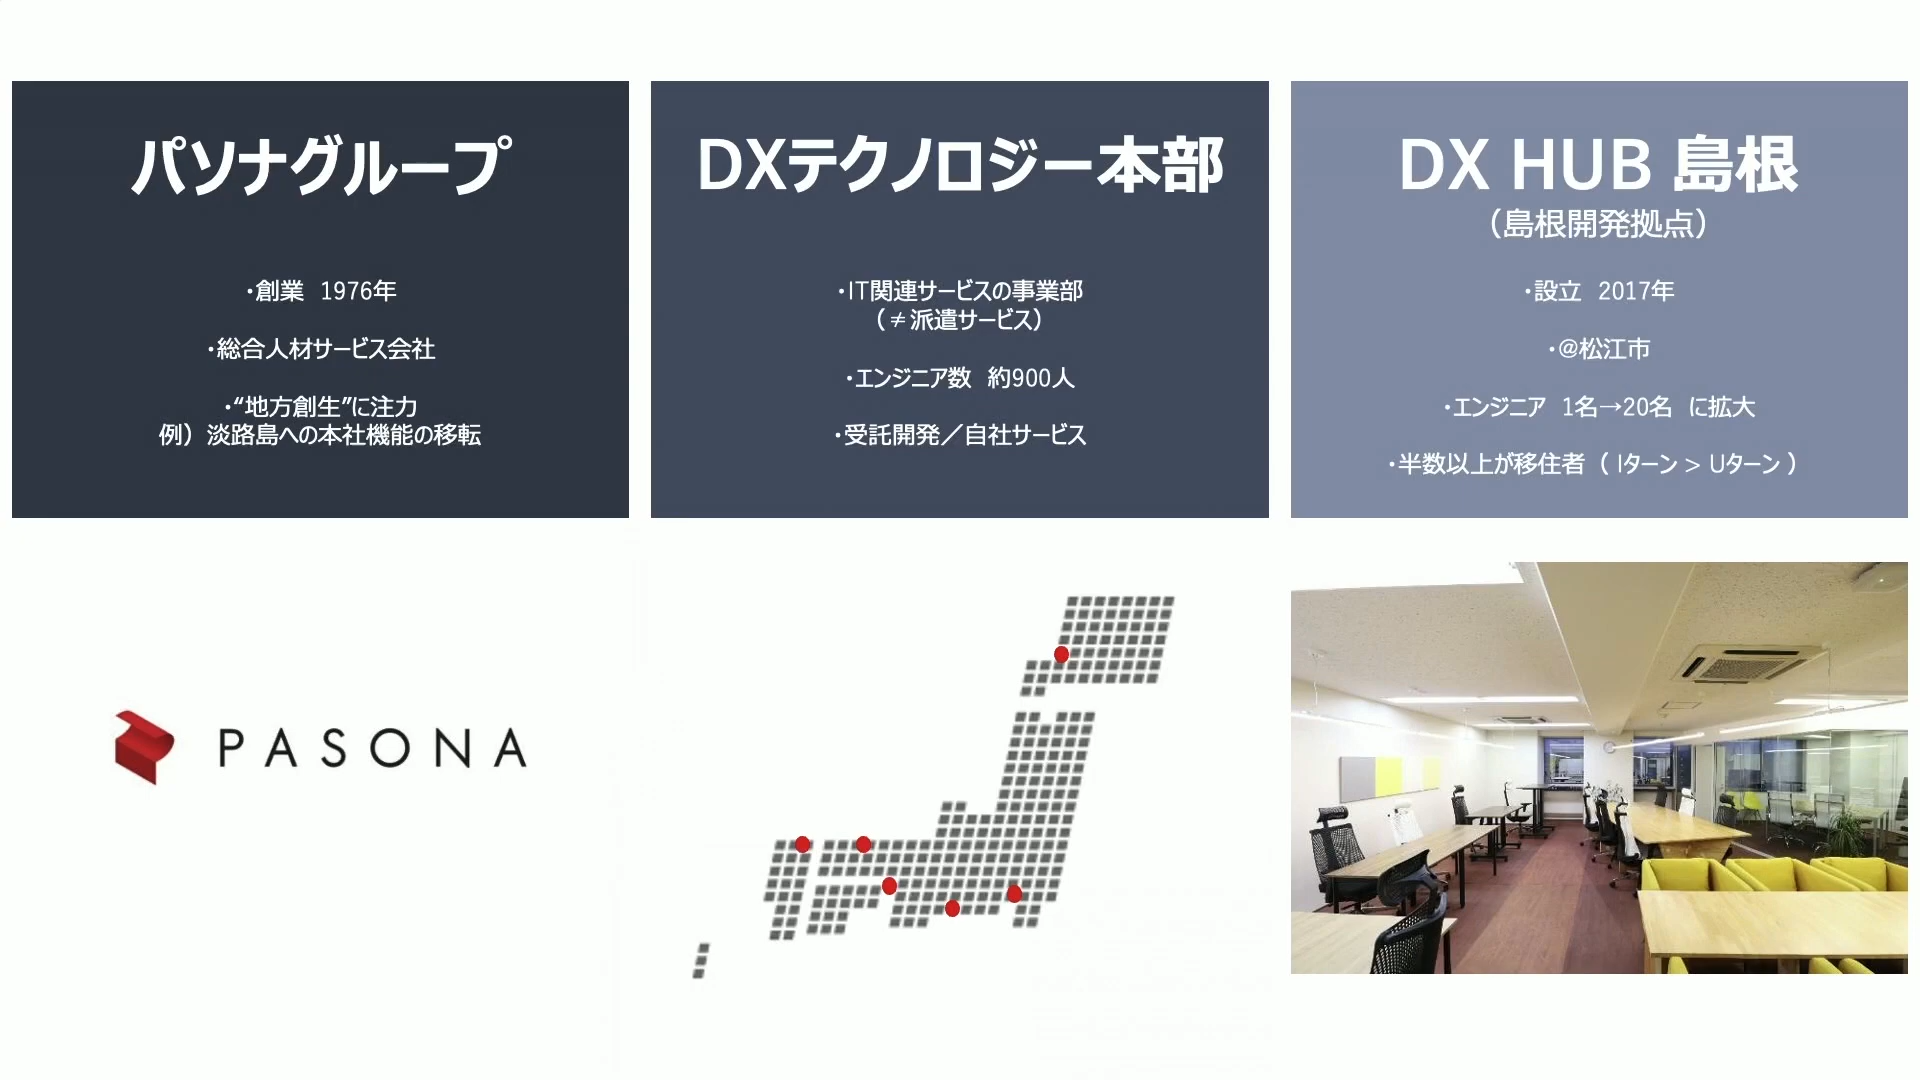 パソナグループ
・創業　1976年
・総合人材サービス会社
・“地方創生”に注力
例）淡路島への本社機能の移転
DXテクノロジー本部
・IT関連サービスの事業部
（≠派遣サービス）
・エンジニア数　約900人
・受託開発／自社サービス
DX HUB 島根
（島根開発拠点）
・設立　2017年
・@松江市
・エンジニア　1名→20名　に拡大
・半数以上が移住者（ Iターン > Uターン ）
PASONA